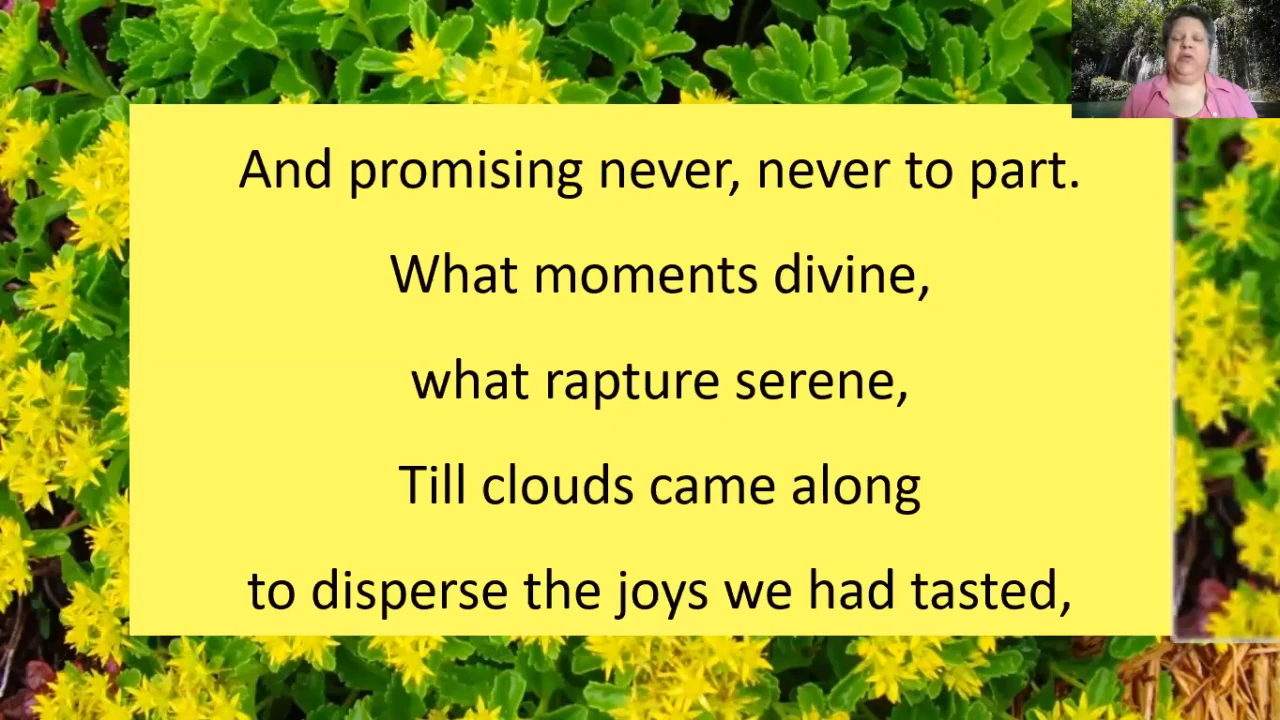 And promising never, never to part.
What moments divine,
what rapture serene,
Till clouds came along
to disperse the joys we had tasted,